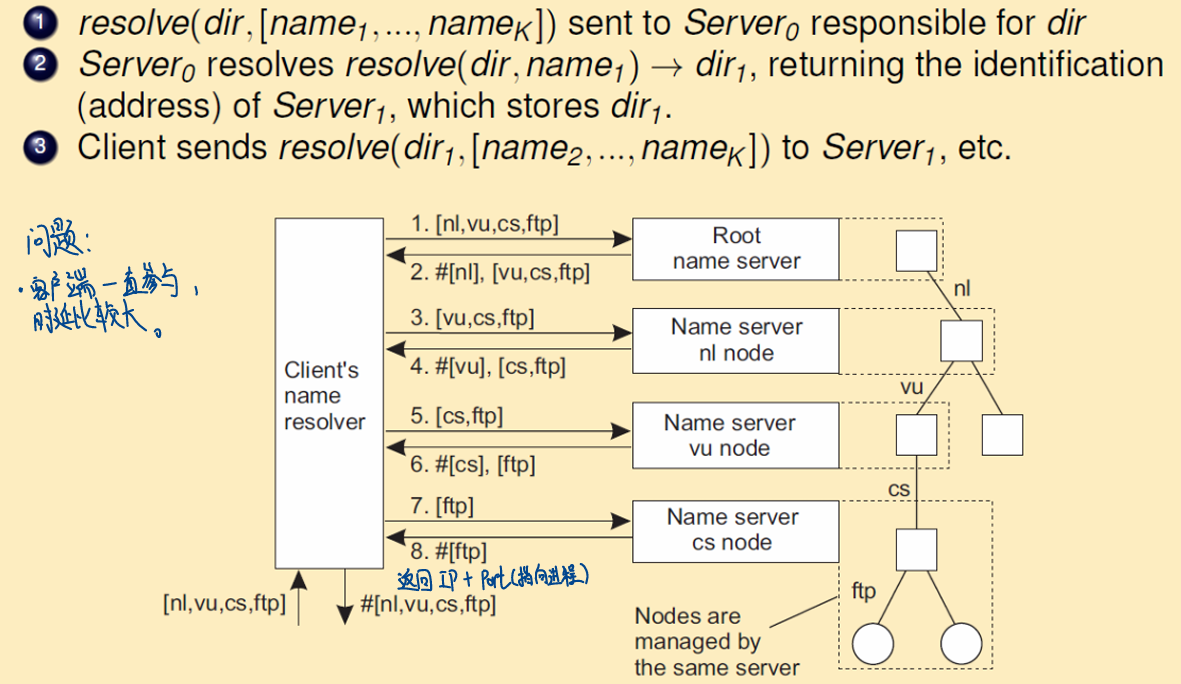 1 resolve(dir,[name1,...,nameK]) sent to Server0 responsible for dir
2 Server0 resolves resolve(dir,name1) → dir1, returning the identification
(address) of Server1, which stores dir1.
3 Client sends resolve(dir1,[name2,...,nameK]) to Server1, etc.
问题:
·客户端一直参与,
时延比较大。
Client's
name
resolver
1. [nl,vu,cs,ftp]
2. #[nl], [vu,cs,ftp]
3. [vu,cs,ftp]
4. #[vu], [cs,ftp]
5. [cs,ftp]
6. #[cs], [ftp]
7. [ftp]
8. #[ftp]
返回 IP + Port(指向进程)
[nl,vu,cs,ftp]
#[nl,vu,cs,ftp]
Root
name server
Name server
nl node
Name server
vu node
Name server
cs node
nl
vu
cs
ftp
Nodes are
managed by
the same server